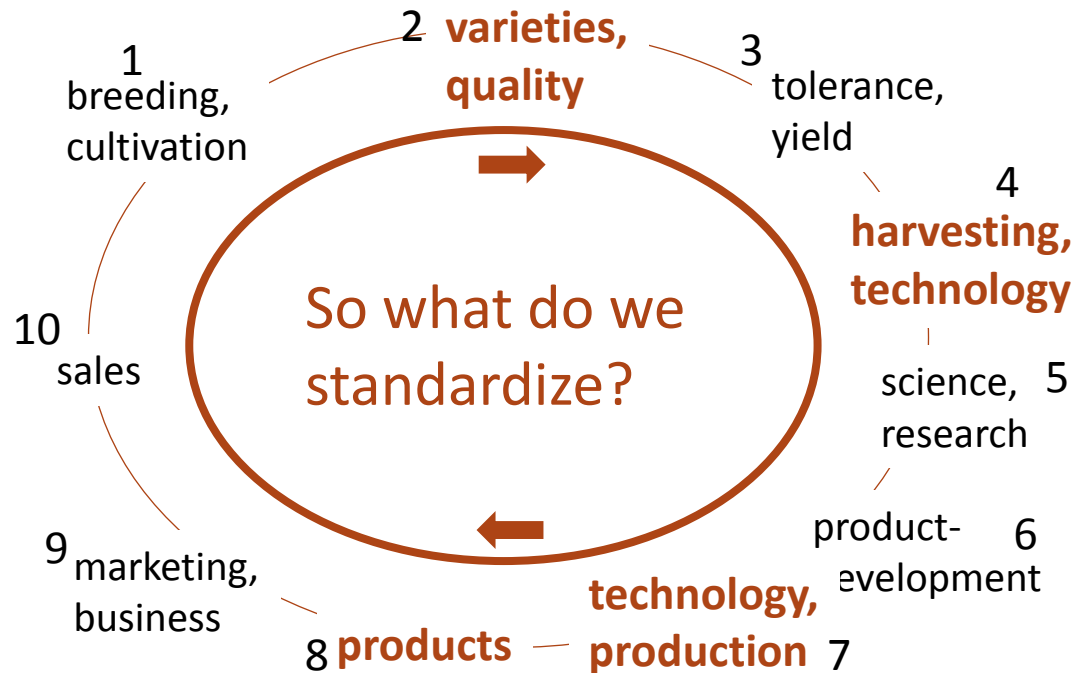 1
breeding,
cultivation
2 varieties,
quality
3
tolerance,
yield
4
harvesting,
technology
science, 5
research
product- 6
evelopment
technology,
production 7
8 products
9 marketing,
business
10
sales
So what do we
standardize?